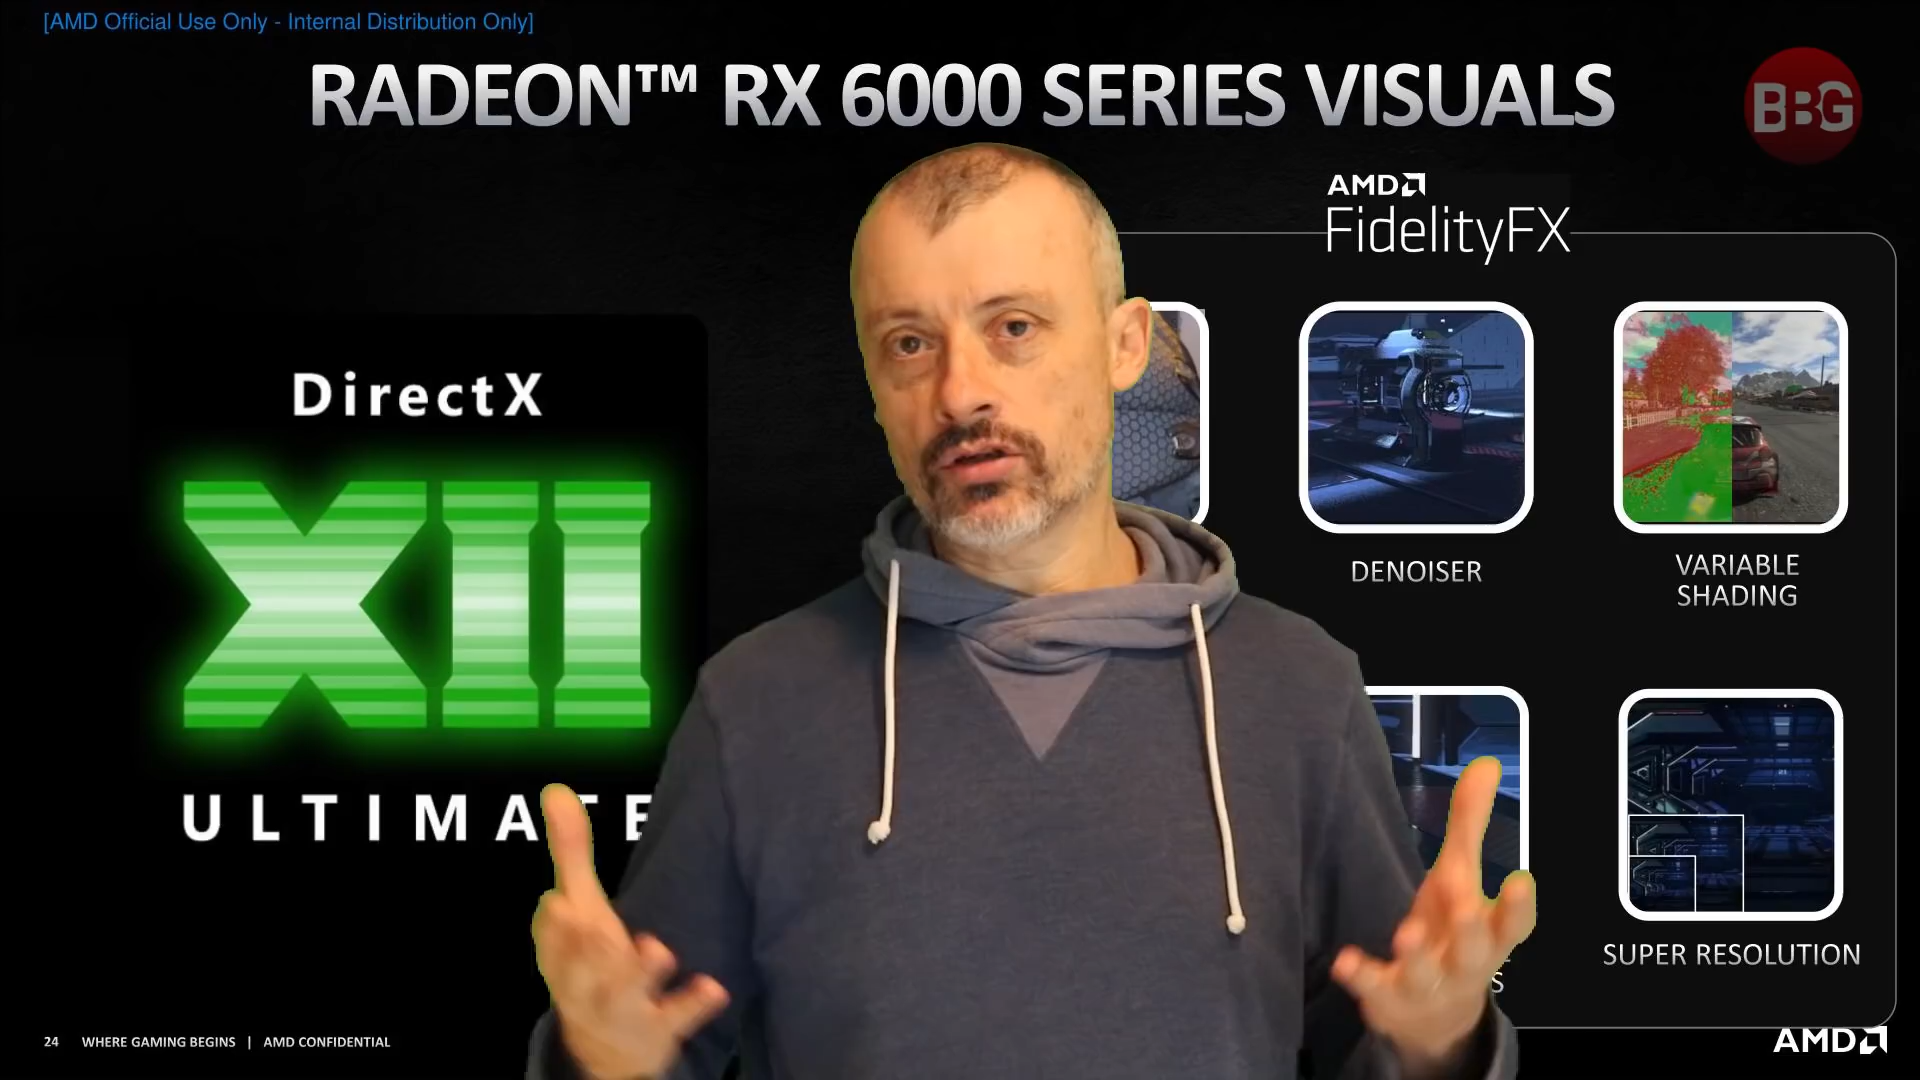 [AMD Official Use Only - Internal Distribution Only]
RADEON™ RX 6000 SERIES VISUALS
BBG
AMD
FidelityFX
DirectX
XII
ULTIMATE
DENOISER
VARIABLE
SHADING
SUPER RESOLUTION
S
24 WHERE GAMING BEGINS | AMD CONFIDENTIAL
AMD